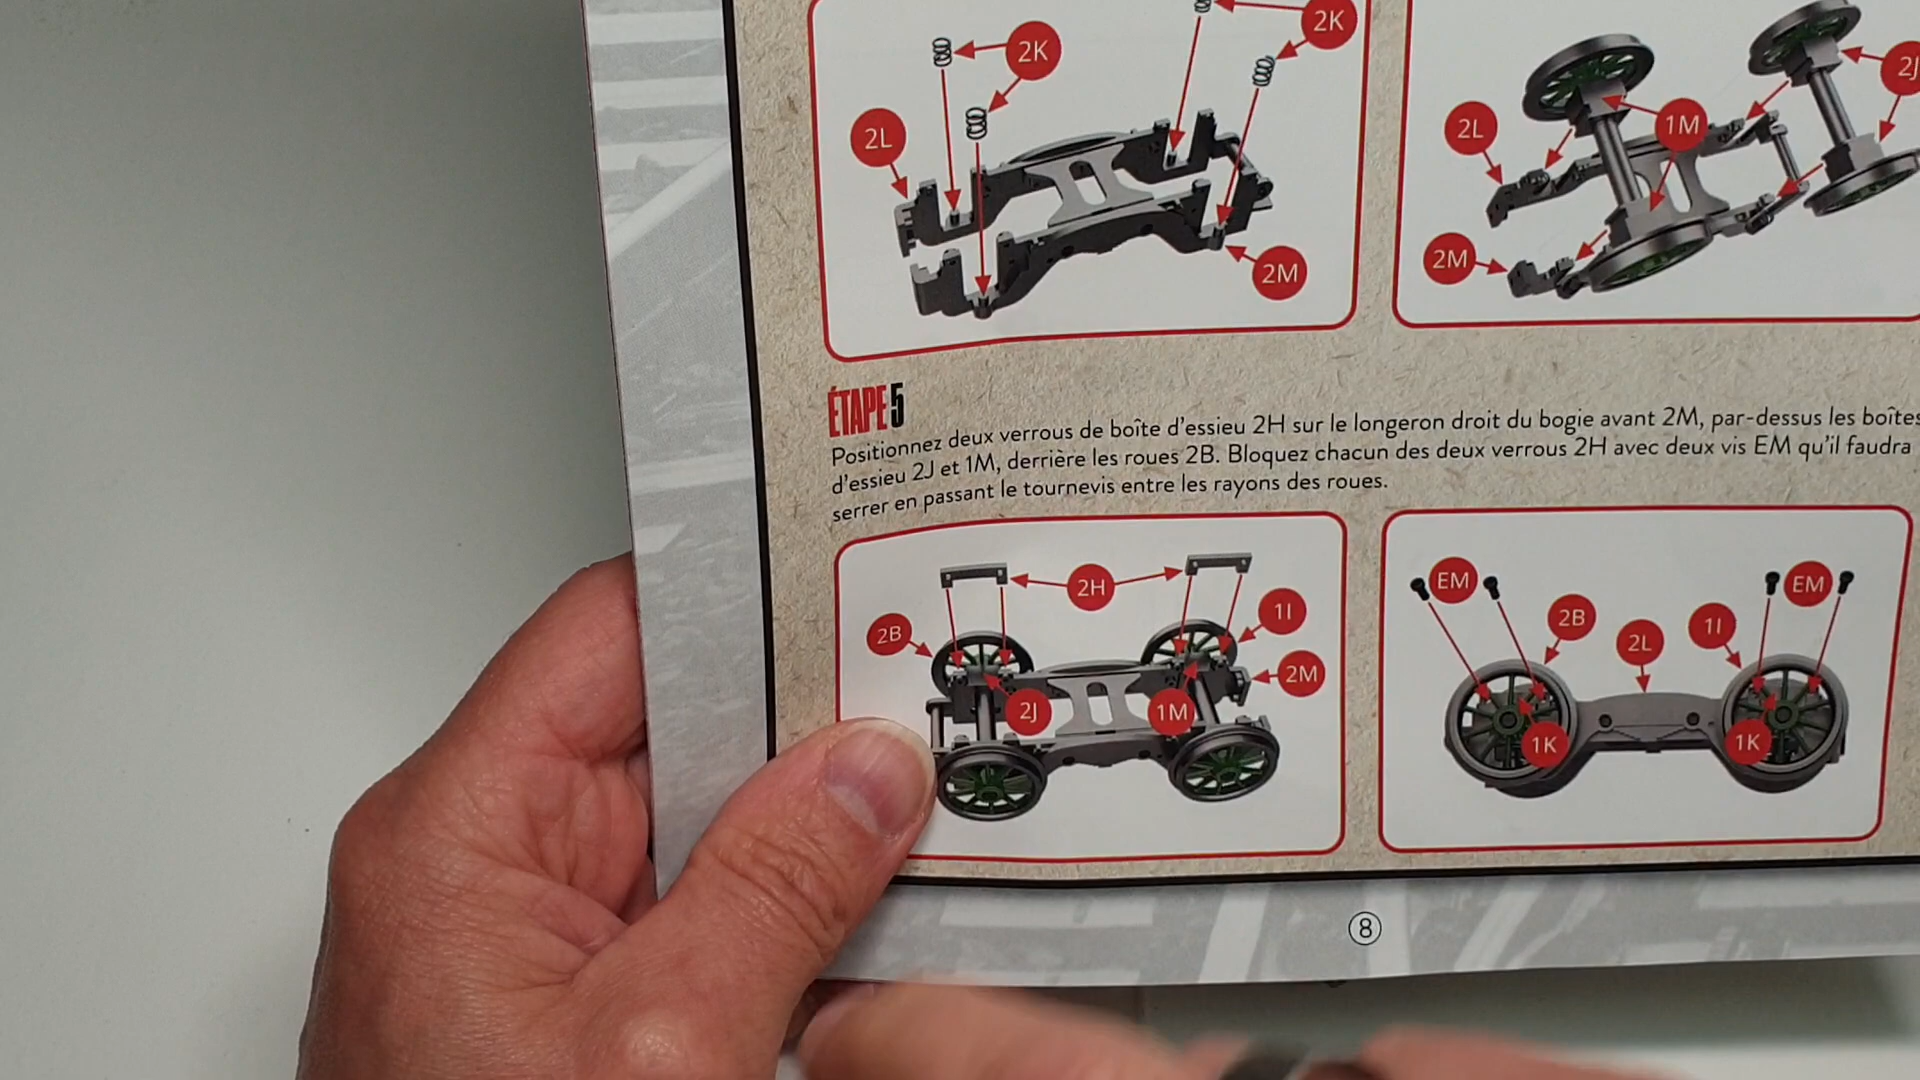 2K
2K
2L
2M
2L
1M
2J
2M
ÉTAPE 5
Positionnez deux verrous de boîte d'essieu 2H sur le longeron droit du bogie avant 2M, par-dessus les boîtes
d'essieu 2J et 1M, derrière les roues 2B. Bloquez chacun des deux verrous 2H avec deux vis EM qu'il faudra
serrer en passant le tournevis entre les rayons des roues.
2H
2B
1I
2M
2J
1M
EM
EM
2B
2L
1I
1K
1K
8